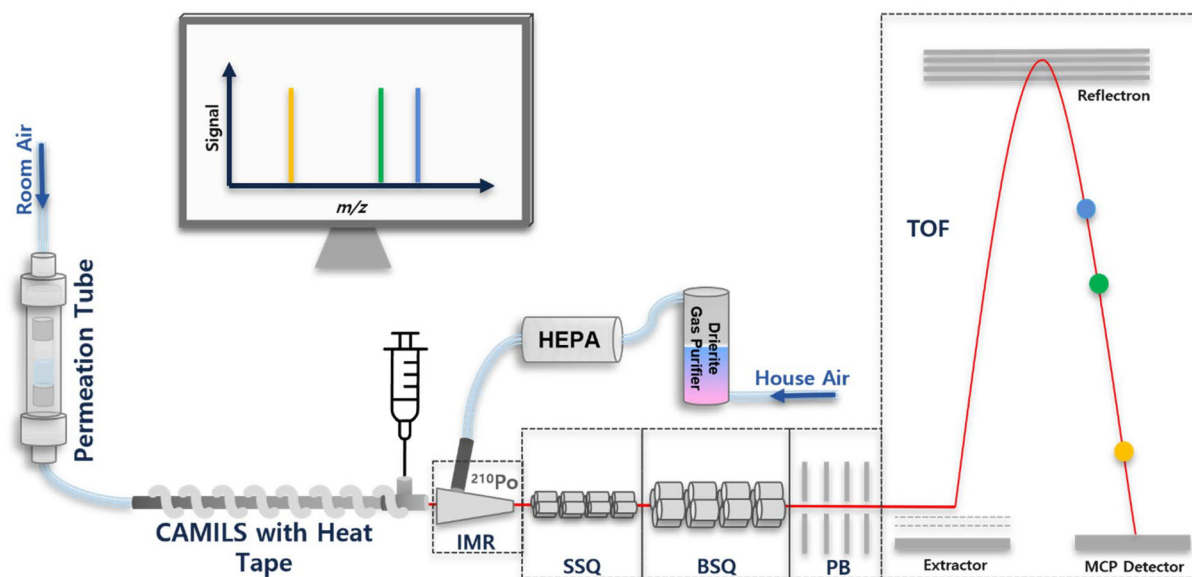 Signal
m/z
Room Air
Permeation Tube
CAMILS with Heat
Tape
HEPA
Drierite
Gas Purifier
House Air
²¹⁰Po
IMR
SSQ
BSQ
PB
TOF
Reflectron
Extractor
MCP Detector